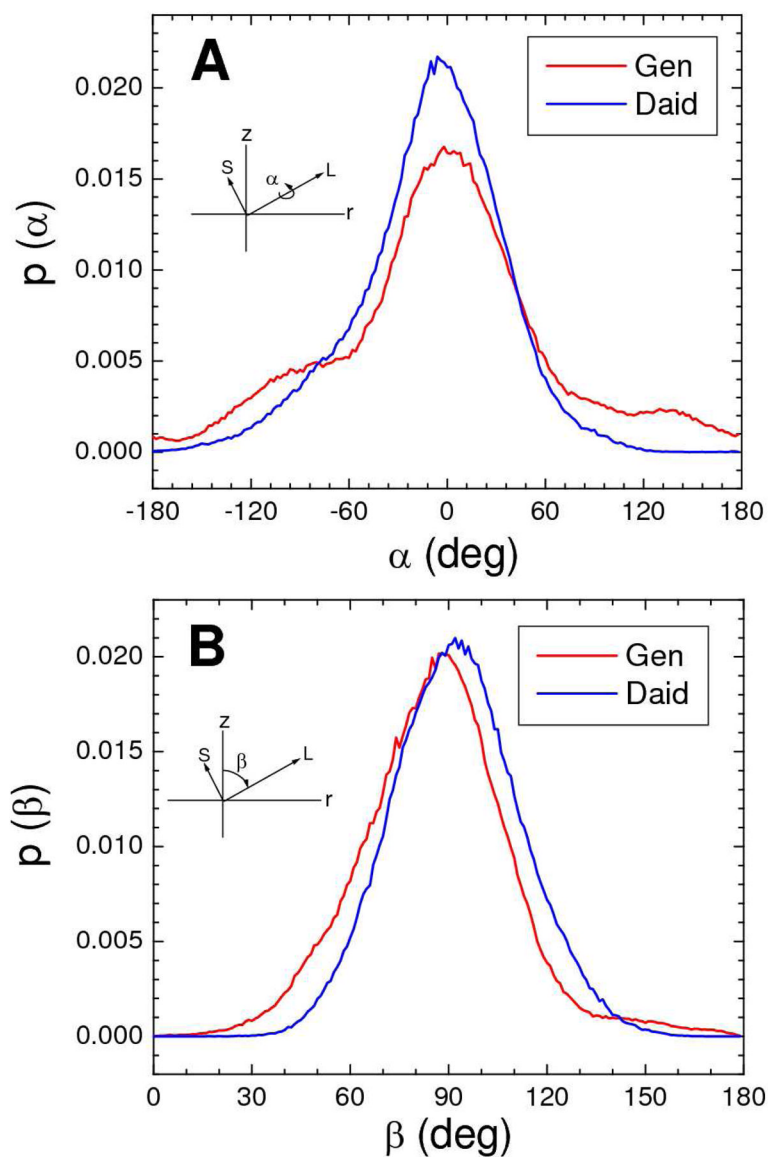 A
Gen
Daid
z
S
α
L
r
0.020
0.015
0.010
0.005
0.000
p (α)
-180 -120 -60 0 60 120 180
α (deg)
B
Gen
Daid
z
S
β
L
r
0.020
0.015
0.010
0.005
0.000
p (β)
0 30 60 90 120 150 180
β (deg)